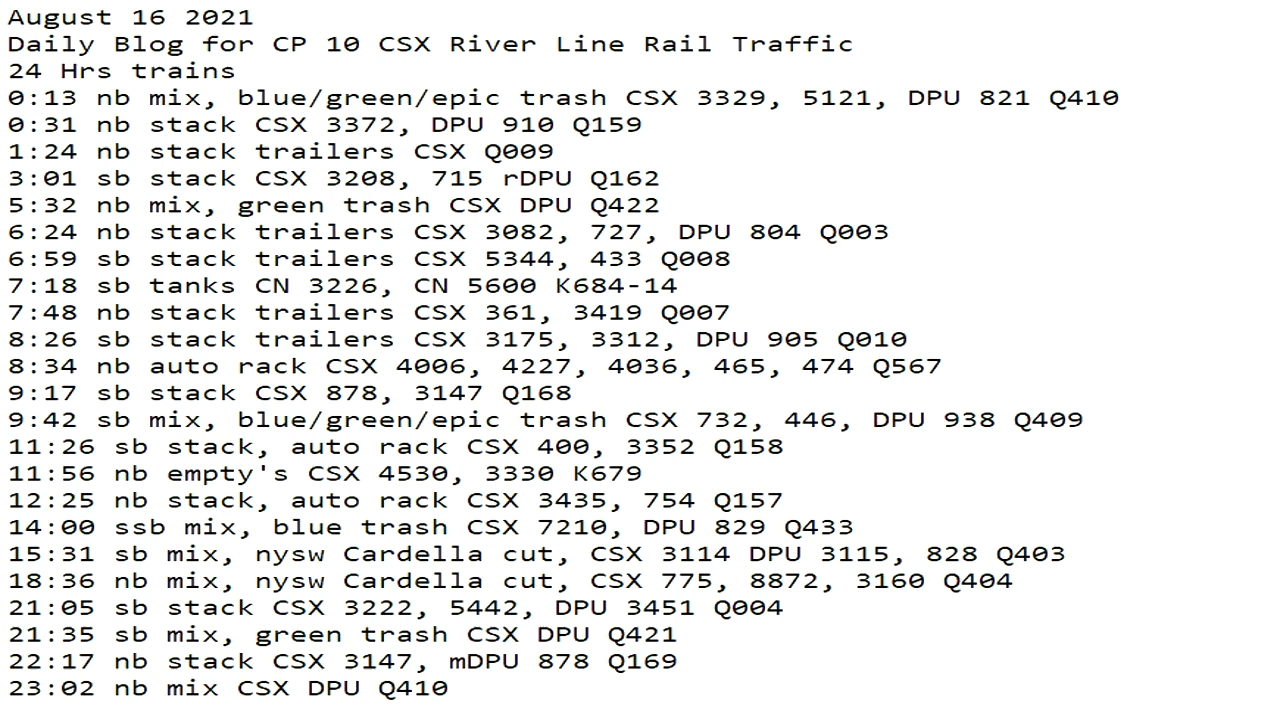 August 16 2021
Daily Blog for CP 10 CSX River Line Rail Traffic
24 Hrs trains
0:13 nb mix, blue/green/epic trash CSX 3329, 5121, DPU 821 Q410
0:31 nb stack CSX 3372, DPU 910 Q159
1:24 nb stack trailers CSX Q009
3:01 sb stack CSX 3208, 715 rDPU Q162
5:32 nb mix, green trash CSX DPU Q422
6:24 nb stack trailers CSX 3082, 727, DPU 804 Q003
6:59 sb stack trailers CSX 5344, 433 Q008
7:18 sb tanks CN 3226, CN 5600 K684-14
7:48 nb stack trailers CSX 361, 3419 Q007
8:26 sb stack trailers CSX 3175, 3312, DPU 905 Q010
8:34 nb auto rack CSX 4006, 4227, 4036, 465, 474 Q567
9:17 sb stack CSX 878, 3147 Q168
9:42 sb mix, blue/green/epic trash CSX 732, 446, DPU 938 Q409
11:26 sb stack, auto rack CSX 400, 3352 Q158
11:56 nb empty's CSX 4530, 3330 K679
12:25 nb stack, auto rack CSX 3435, 754 Q157
14:00 ssb mix, blue trash CSX 7210, DPU 829 Q433
15:31 sb mix, nysw Cardella cut, CSX 3114 DPU 3115, 828 Q403
18:36 nb mix, nysw Cardella cut, CSX 775, 8872, 3160 Q404
21:05 sb stack CSX 3222, 5442, DPU 3451 Q004
21:35 sb mix, green trash CSX DPU Q421
22:17 nb stack CSX 3147, mDPU 878 Q169
23:02 nb mix CSX DPU Q410